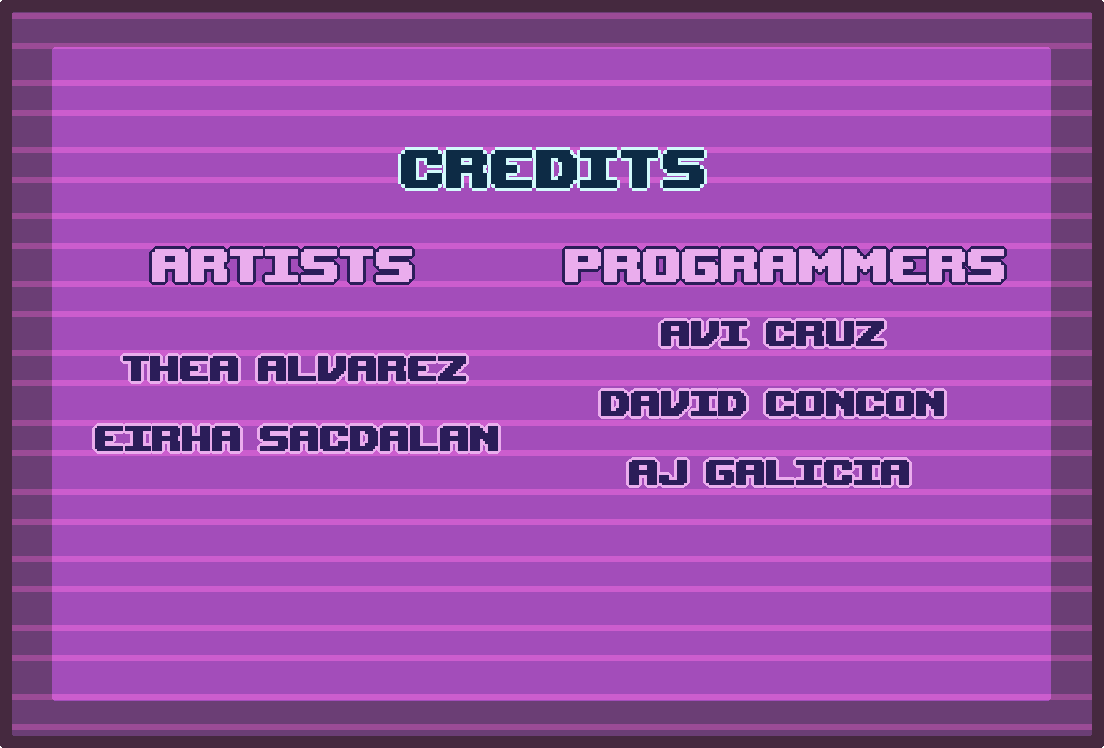 CREDITS
ARTISTS
THEA ALVAREZ
EIRHA SACDALAN
PROGRAMMERS
AVI CRUZ
DAVID CONCON
AJ GALICIA